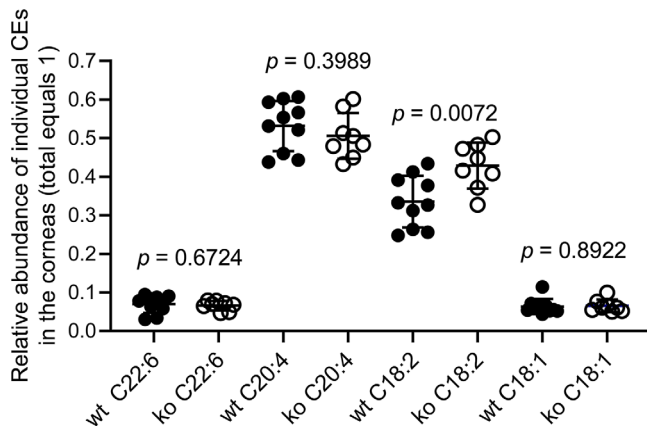 Relative abundance of individual CEs
in the corneas (total equals 1)
0.7
0.6
0.5
0.4
0.3
0.2
0.1
0.0
p = 0.6724
p = 0.3989
p = 0.0072
p = 0.8922
wt C22:6
ko C22:6
wt C20:4
ko C20:4
wt C18:2
ko C18:2
wt C18:1
ko C18:1